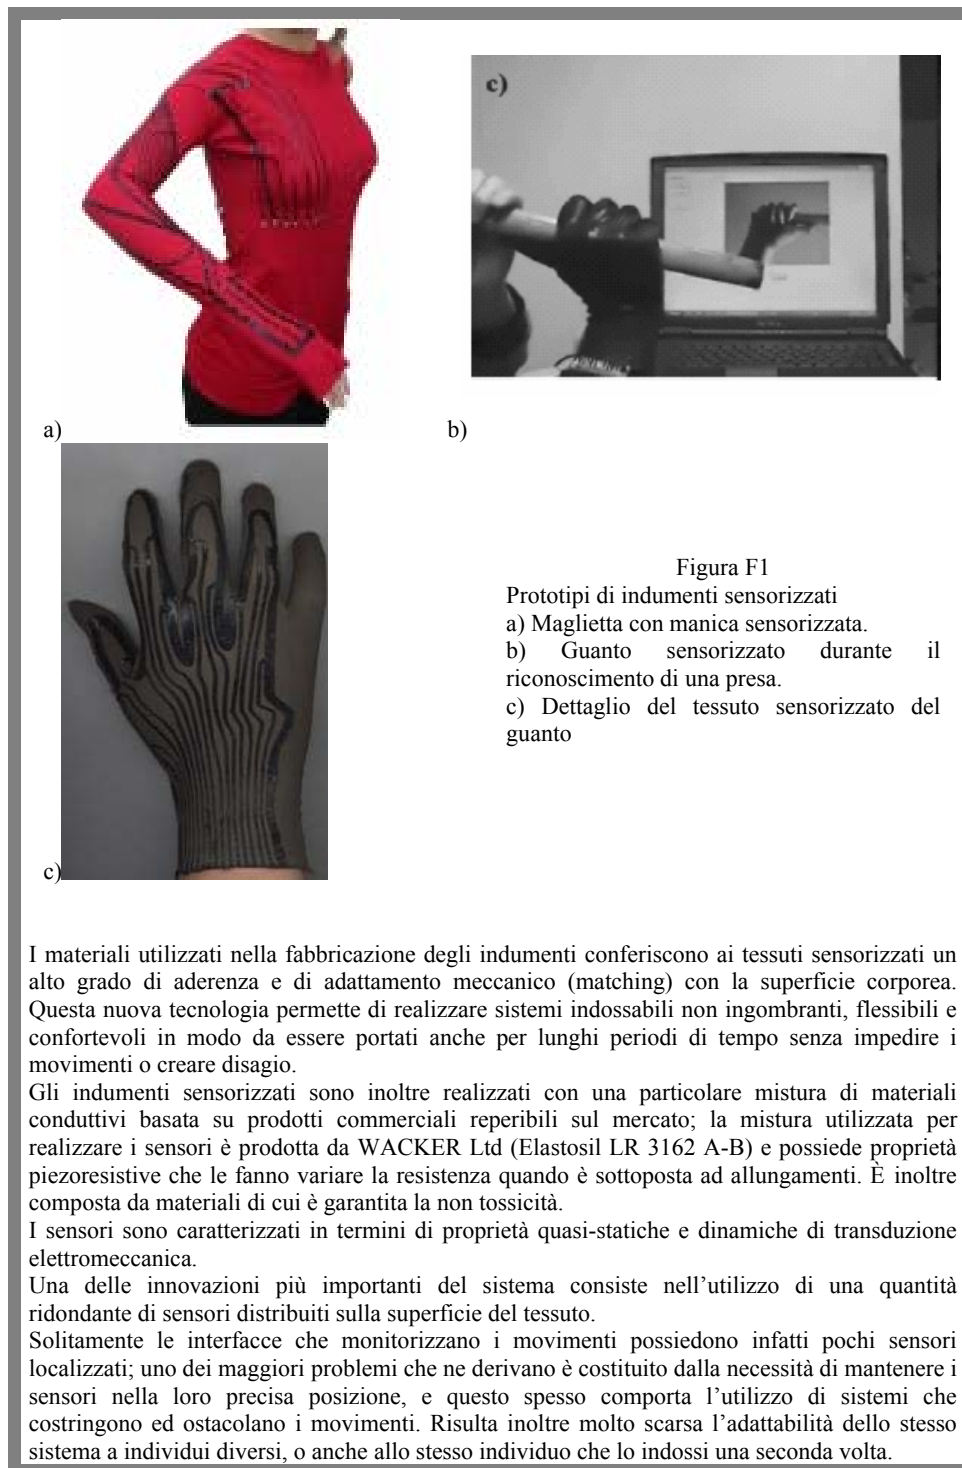 c)
a)
b)
c)
Figura F1
Prototipi di indumenti sensorizzati
a) Maglietta con manica sensorizzata.
b) Guanto sensorizzato durante il
riconoscimento di una presa.
c) Dettaglio del tessuto sensorizzato del
guanto
I materiali utilizzati nella fabbricazione degli indumenti conferiscono ai tessuti sensorizzati un
alto grado di aderenza e di adattamento meccanico (matching) con la superficie corporea.
Questa nuova tecnologia permette di realizzare sistemi indossabili non ingombranti, flessibili e
confortevoli in modo da essere portati anche per lunghi periodi di tempo senza impedire i
movimenti o creare disagio.
Gli indumenti sensorizzati sono inoltre realizzati con una particolare mistura di materiali
conduttivi basata su prodotti commerciali reperibili sul mercato; la mistura utilizzata per
realizzare i sensori è prodotta da WACKER Ltd (Elastosil LR 3162 A-B) e possiede proprietà
piezoresistive che le fanno variare la resistenza quando è sottoposta ad allungamenti. È inoltre
composta da materiali di cui è garantita la non tossicità.
I sensori sono caratterizzati in termini di proprietà quasi-statiche e dinamiche di transduzione
elettromeccanica.
Una delle innovazioni più importanti del sistema consiste nell’utilizzo di una quantità
ridondante di sensori distribuiti sulla superficie del tessuto.
Solitamente le interfacce che monitorizzano i movimenti possiedono infatti pochi sensori
localizzati; uno dei maggiori problemi che ne derivano è costituito dalla necessità di mantenere i
sensori nella loro precisa posizione, e questo spesso comporta l’utilizzo di sistemi che
costringono ed ostacolano i movimenti. Risulta inoltre molto scarsa l’adattabilità dello stesso
sistema a individui diversi, o anche allo stesso individuo che lo indossi una seconda volta.